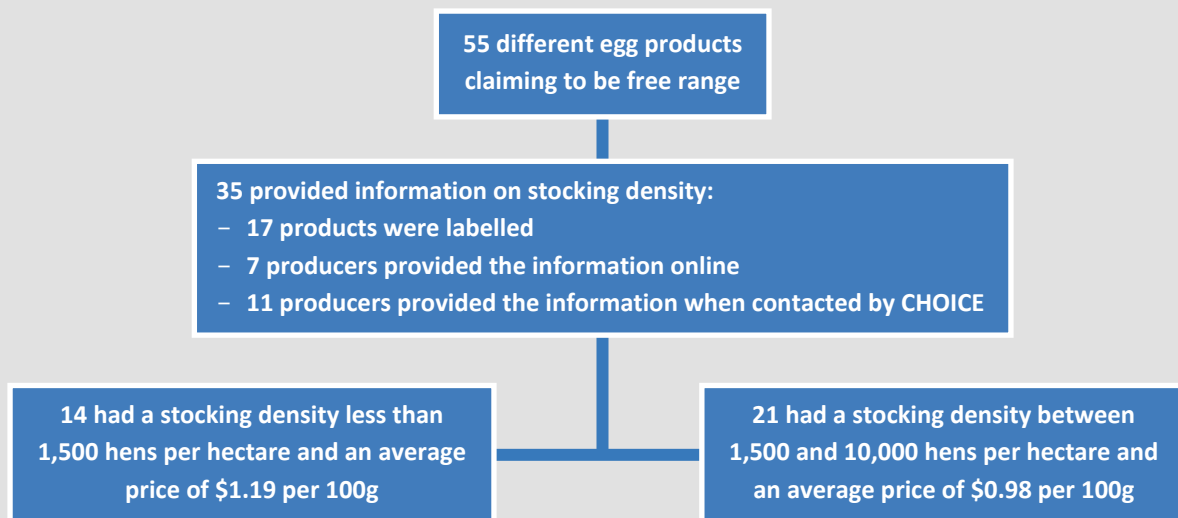 55 different egg products
claiming to be free range
35 provided information on stocking density:
– 17 products were labelled
– 7 producers provided the information online
– 11 producers provided the information when contacted by CHOICE
14 had a stocking density less than
1,500 hens per hectare and an average
price of $1.19 per 100g
21 had a stocking density between
1,500 and 10,000 hens per hectare and
an average price of $0.98 per 100g